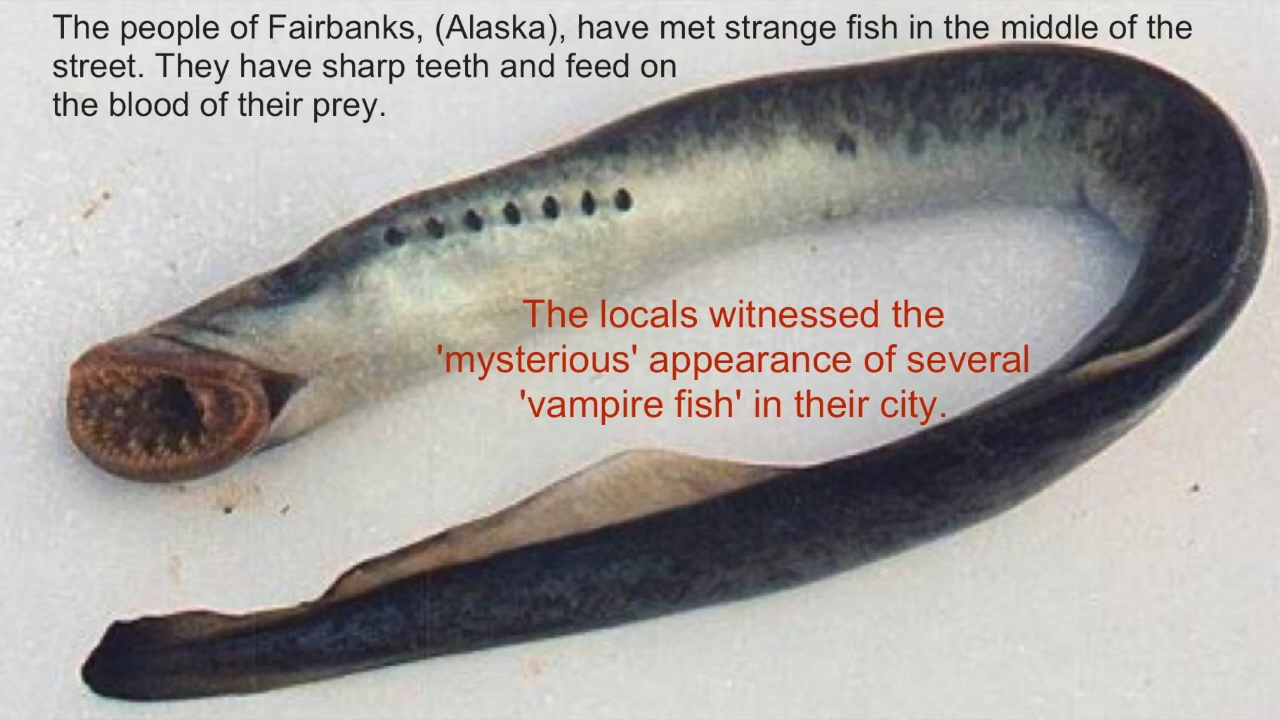 The people of Fairbanks, (Alaska), have met strange fish in the middle of the
street. They have sharp teeth and feed on
the blood of their prey.
The locals witnessed the
'mysterious' appearance of several
'vampire fish' in their city.